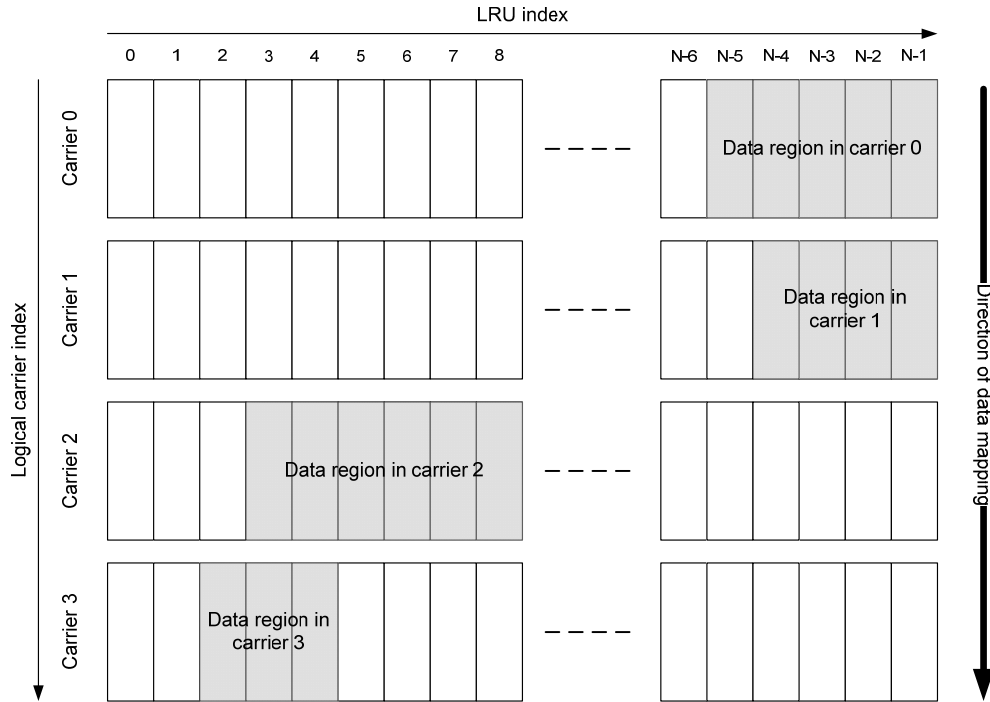 LRU index
0 1 2 3 4 5 6 7 8 N-6 N-5 N-4 N-3 N-2 N-1
Logical carrier index
Carrier 0
Data region in carrier 0
Carrier 1
Data region in
carrier 1
Carrier 2
Data region in carrier 2
Carrier 3
Data region in
carrier 3
Direction of data mapping